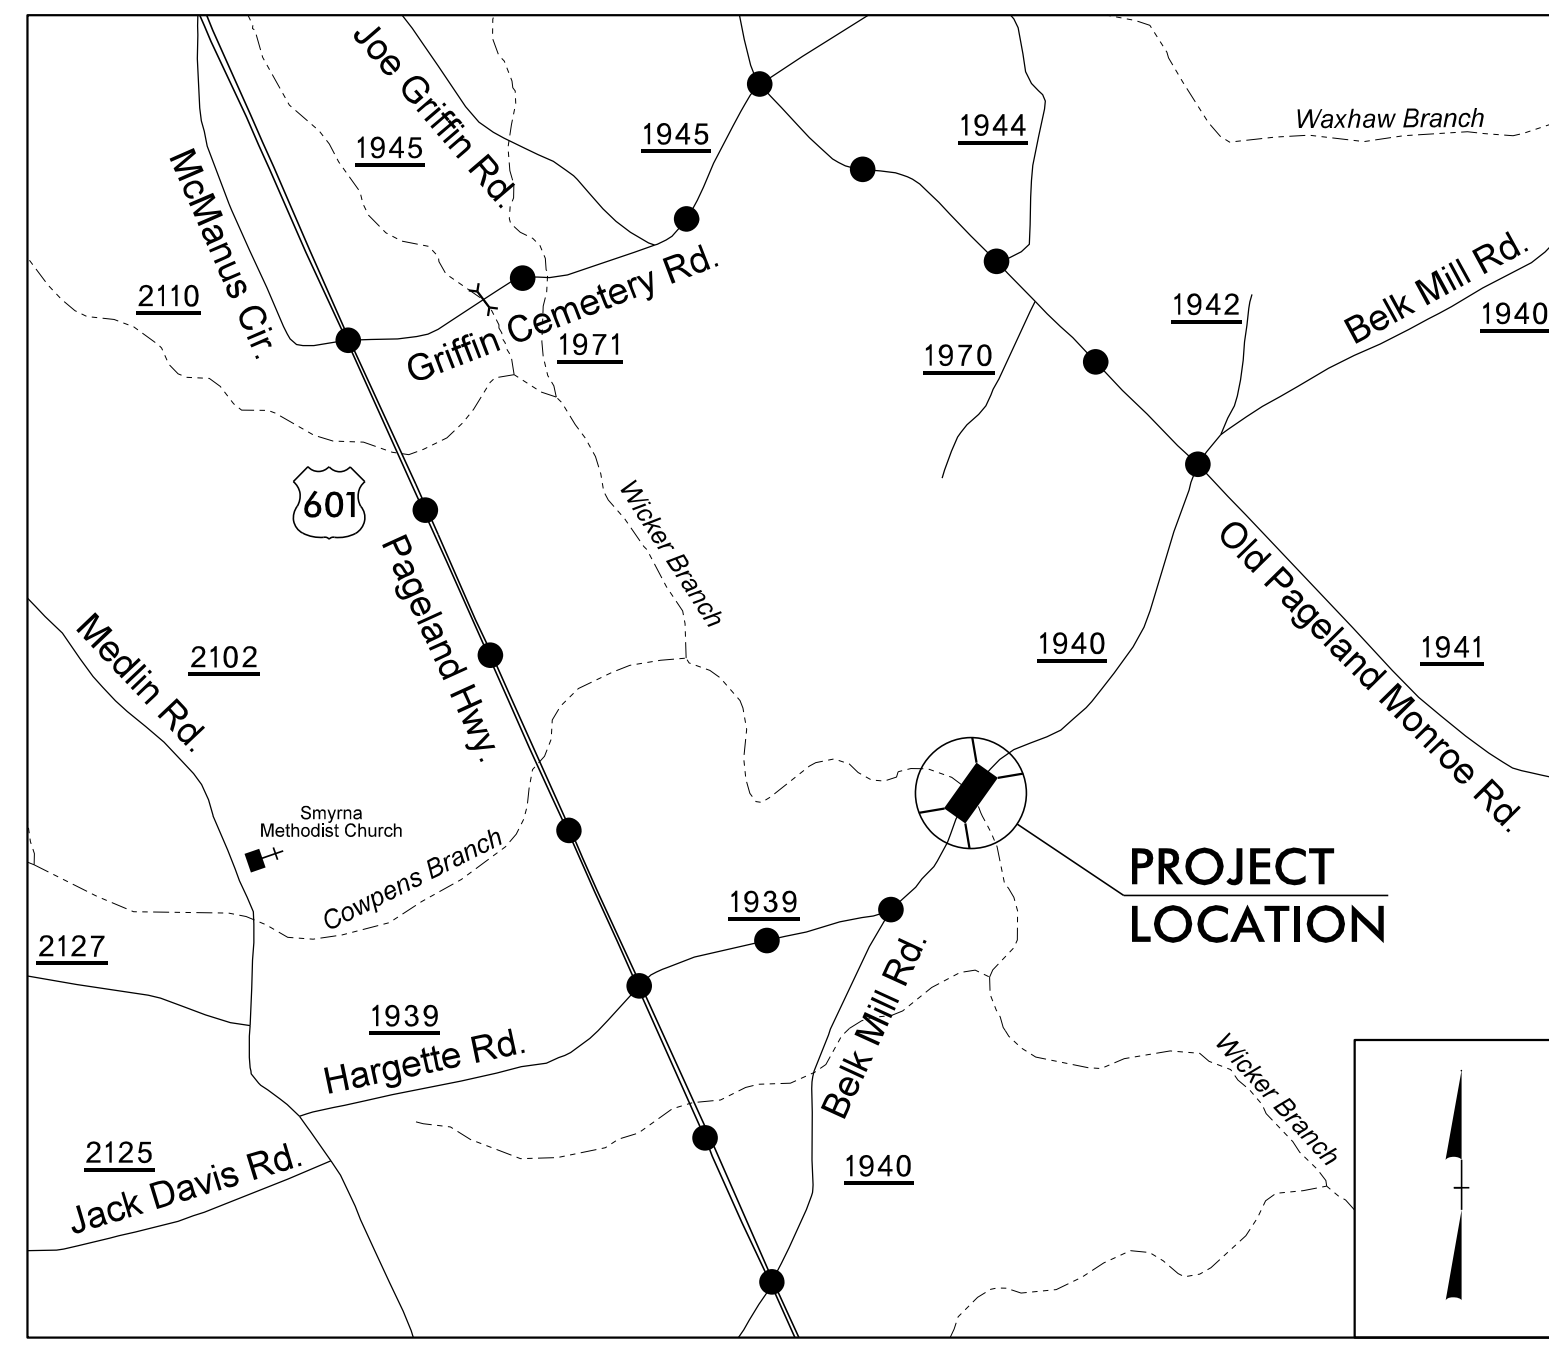 Joe Griffin Rd.
1945
1945
1944
Waxhaw Branch
McManus Cir.
2110
Griffin Cemetery Rd.
1971
1970
1942
Belk Mill Rd.
1940
601
Wicker Branch
Pageland Hwy.
Old Pageland Monroe Rd.
Medlin Rd.
2102
1940
1941
Smyrna
Methodist Church
Cowpens Branch
PROJECT
LOCATION
1939
2127
Belk Mill Rd.
1939
Hargette Rd.
Wicker Branch
2125
Jack Davis Rd.
1940